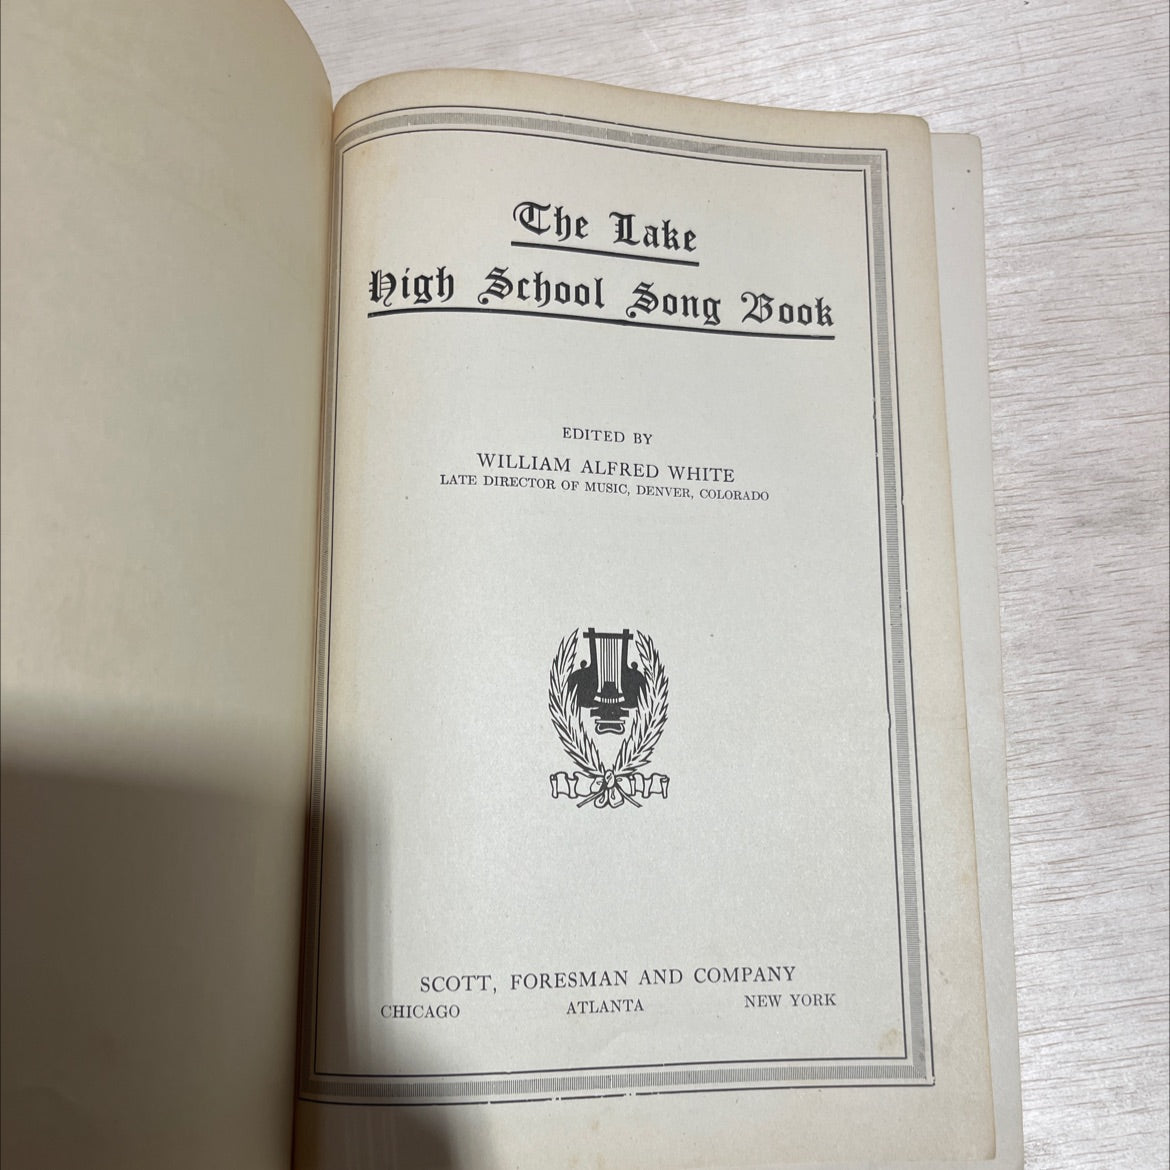 The Lake
High School Song Book
EDITED BY
WILLIAM ALFRED WHITE
LATE DIRECTOR OF MUSIC, DENVER, COLORADO
SCOTT, FORESMAN AND COMPANY
CHICAGO ATLANTA NEW YORK